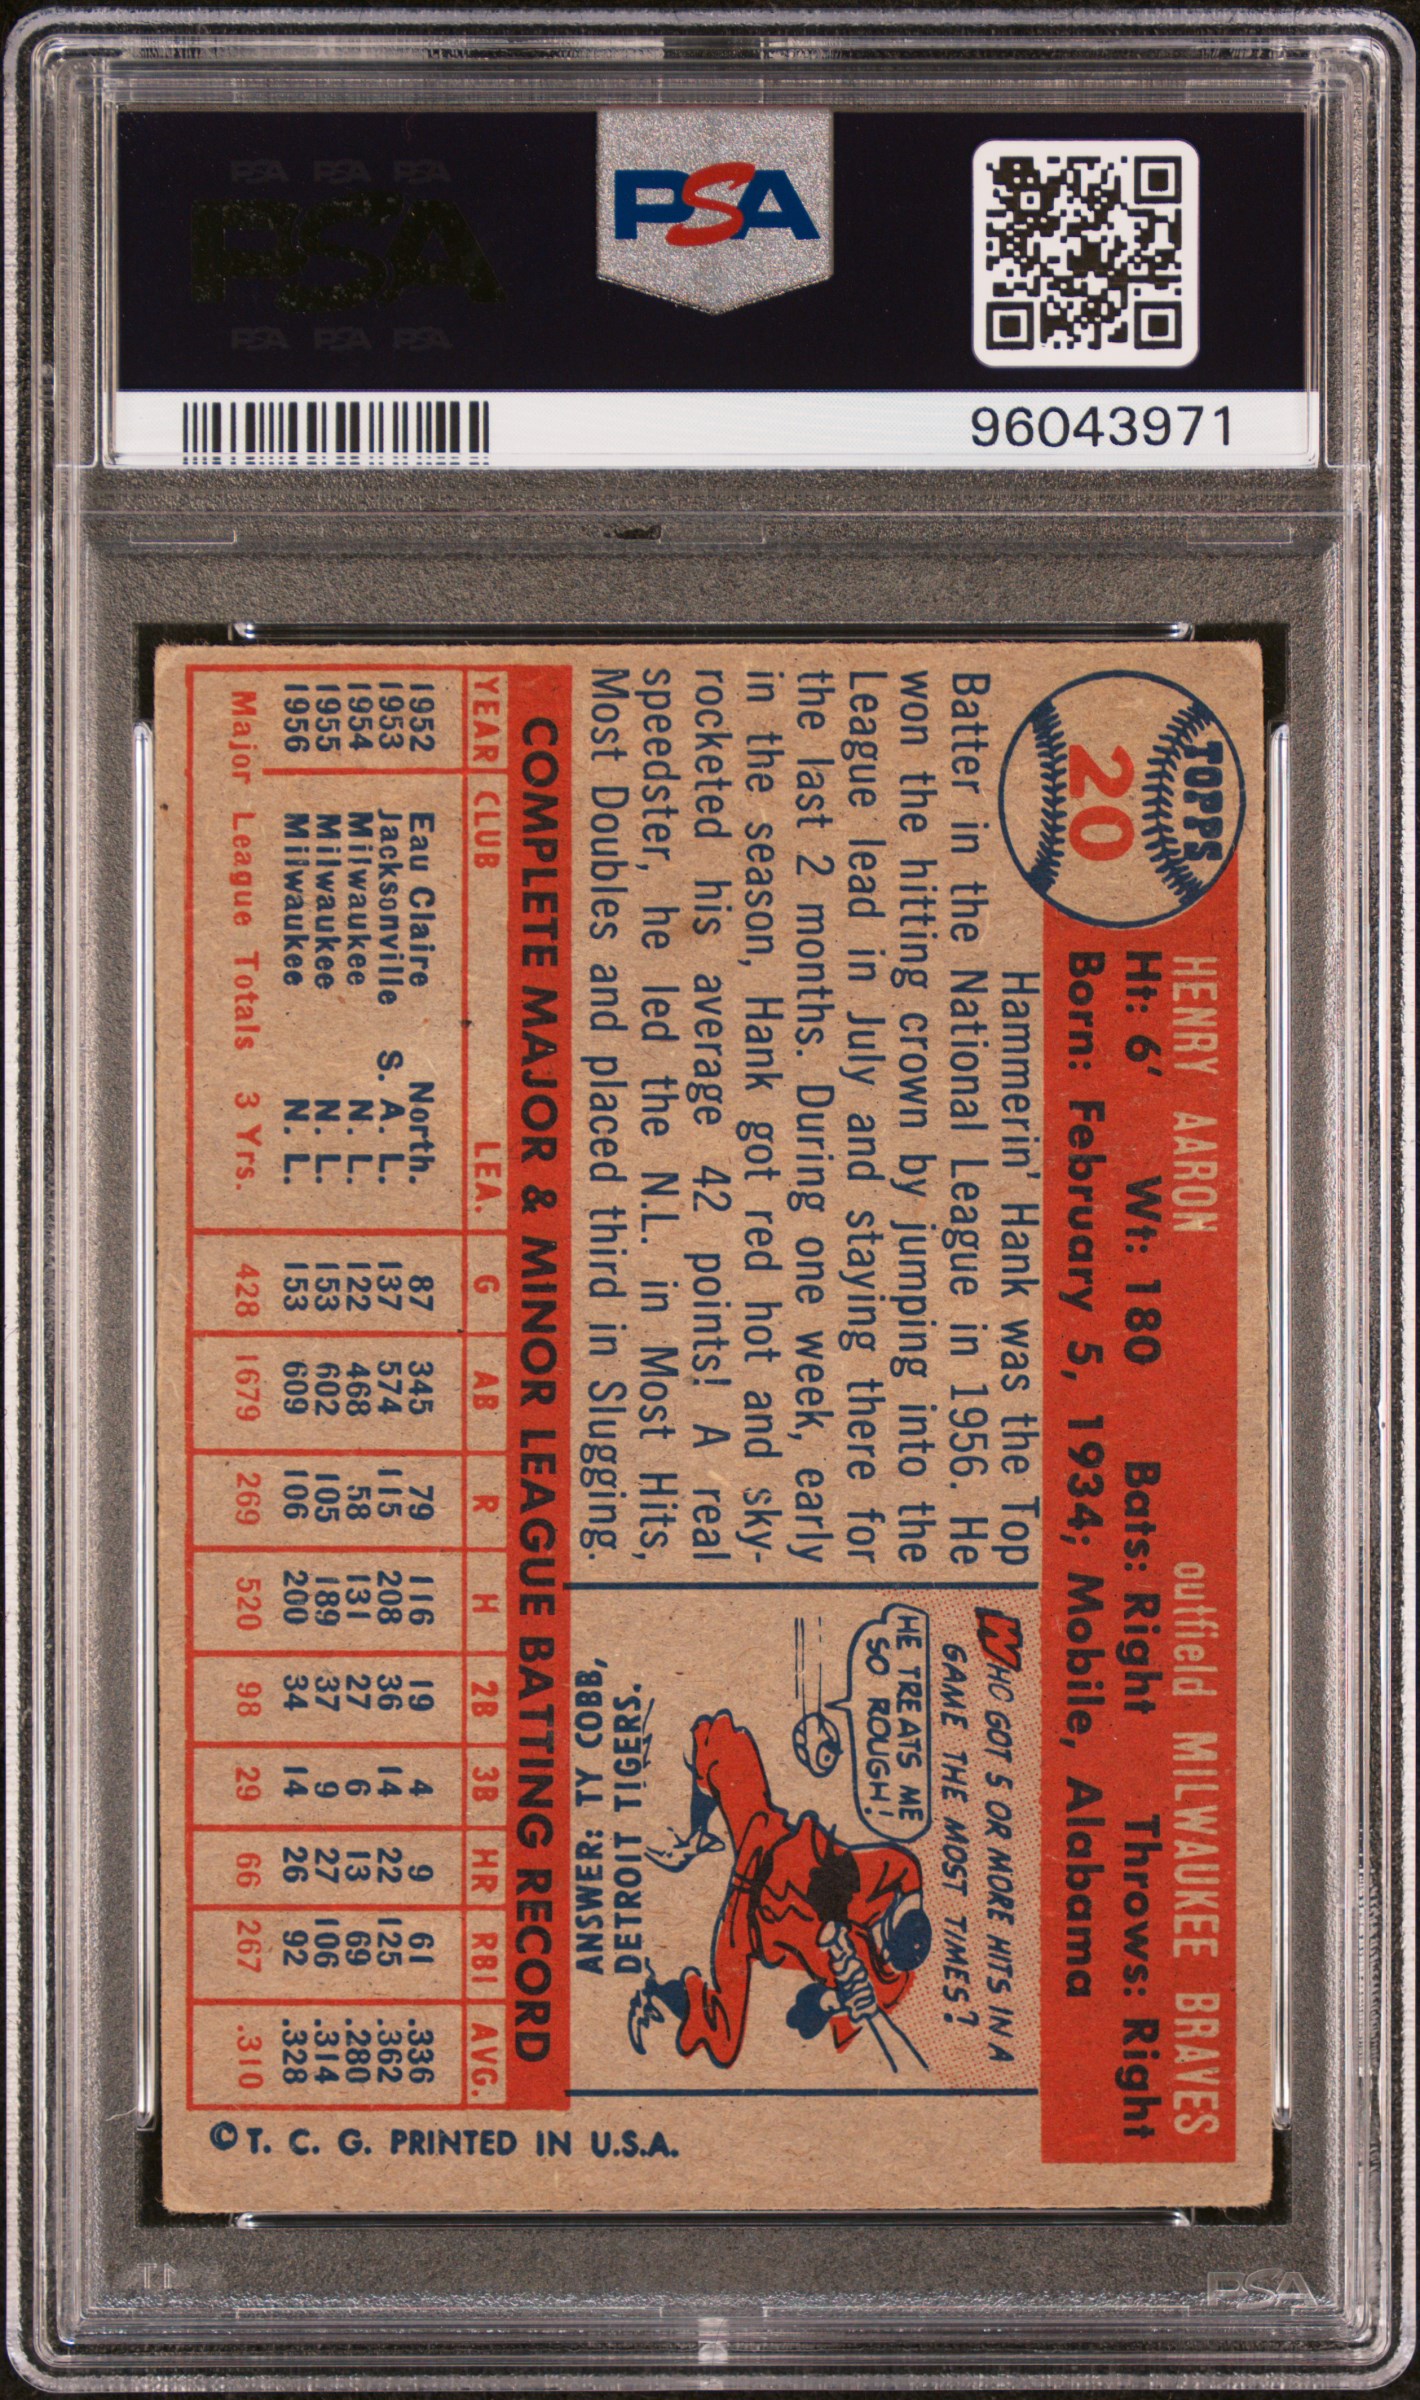 PSA PSA PSA
PSA
PSA PSA PSA
PSA
96043971
TOPPS
20
HENRY AARON outfield MILWAUKEE BRAVES
Ht: 6' Wt: 180 Bats: Right Throws: Right
Born: February 5, 1934; Mobile, Alabama
Hammerin' Hank was the Top
Batter in the National League in 1956. He
won the hitting crown by jumping into the
League lead in July and staying there for
the last 2 months. During one week, early
in the season, Hank got red hot and sky-
rocketed his average 42 points! A real
speedster, he led the N.L. in Most Hits,
Most Doubles and placed third in Slugging.
WHO GOT 5 OR MORE HITS IN A
GAME THE MOST TIMES?
HE TREATS ME
SO ROUGH!
ANSWER: TY COBB,
DETROIT TIGERS.
COMPLETE MAJOR & MINOR LEAGUE BATTING RECORD
YEAR CLUB LEA. G AB R H 2B 3B HR RBI AVG.
1952 Eau Claire North. 87 345 79 116 19 4 9 61 .336
1953 Jacksonville S. A. L. 137 574 115 208 36 14 22 125 .362
1954 Milwaukee N. L. 122 468 58 131 27 6 13 69 .280
1955 Milwaukee N. L. 153 602 105 189 37 9 27 106 .314
1956 Milwaukee N. L. 153 609 106 200 34 14 26 92 .328
Major League Totals 3 Yrs. 428 1679 269 520 98 29 66 267 .310
© T. C. G. PRINTED IN U.S.A.
PSA